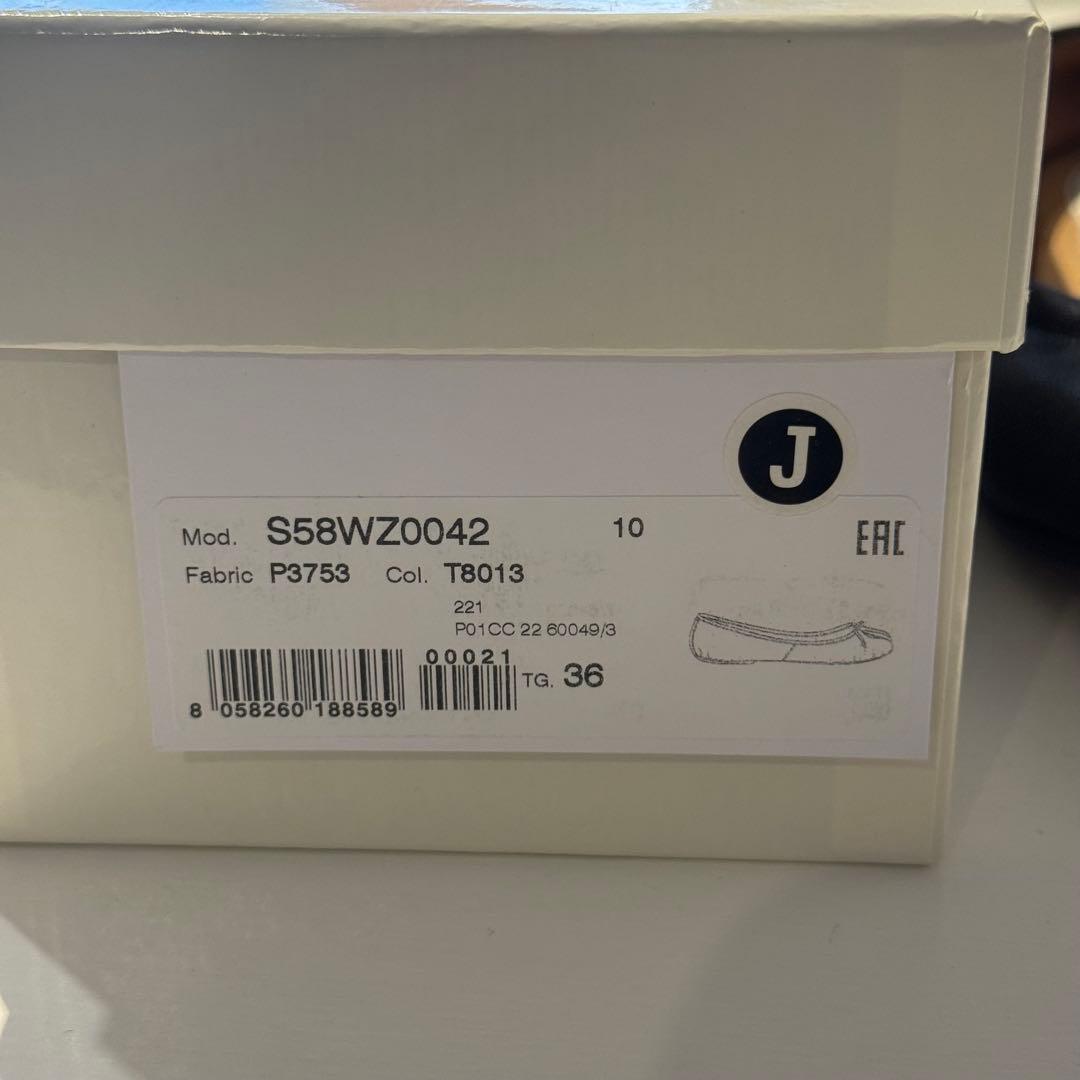 J
Mod. S58WZ0042 10 EAC
Fabric P3753 Col. T8013
221
P01CC 22 60049/3
00021
TG. 36
8 058260 188589